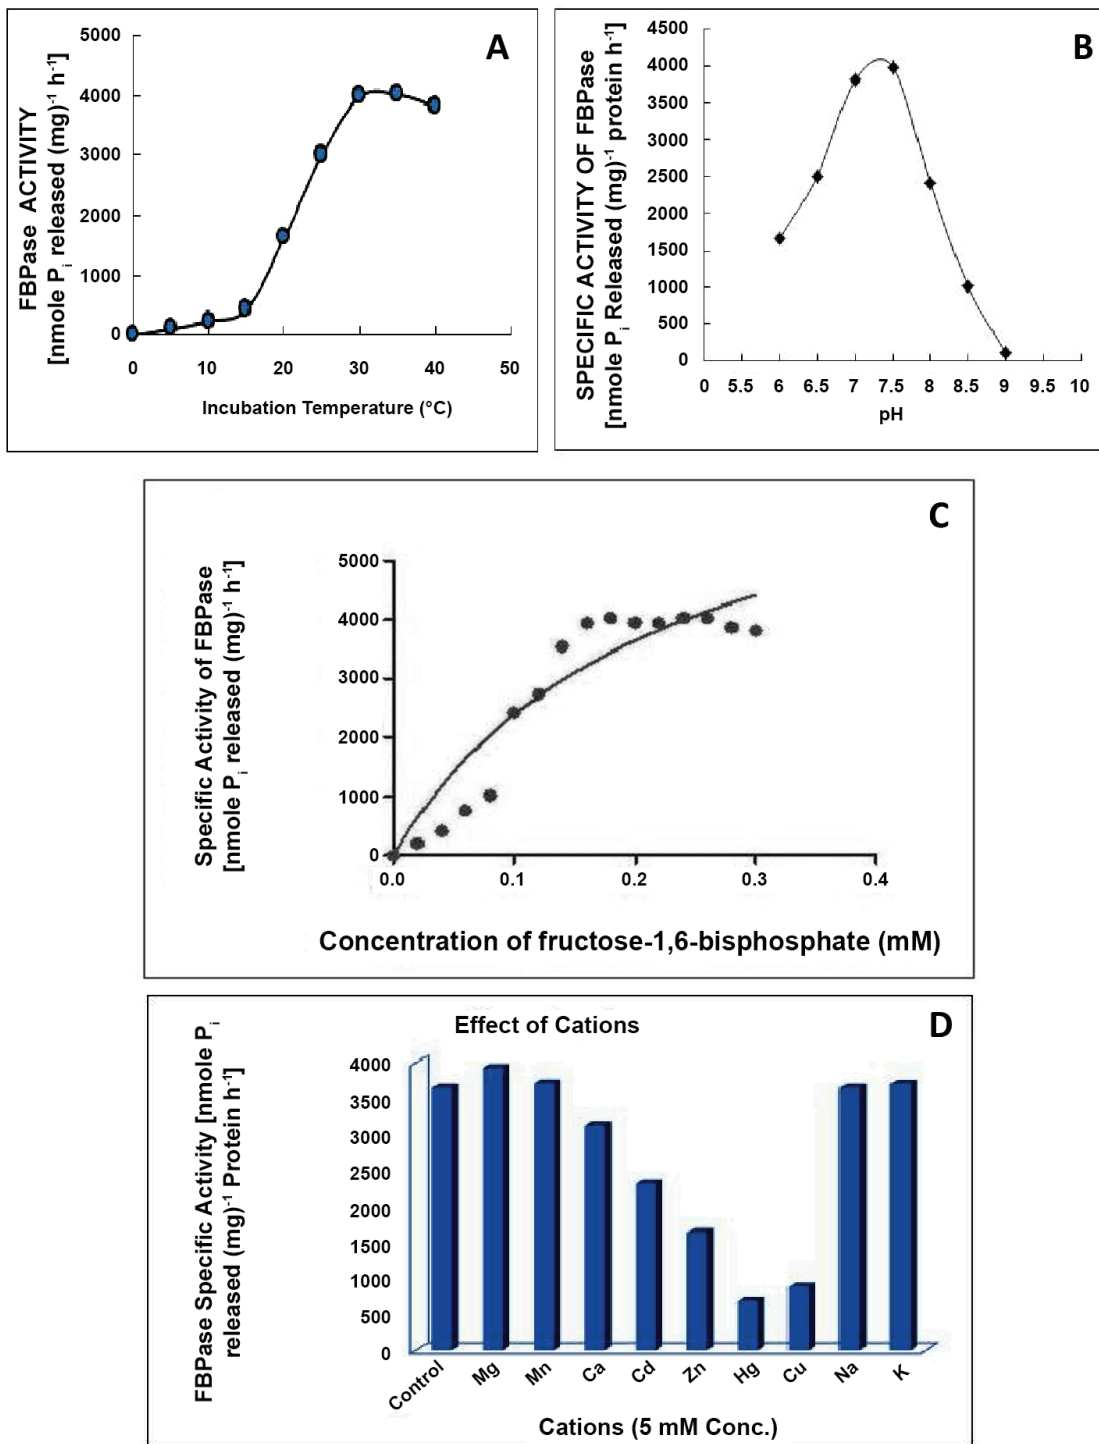 A
FBPase ACTIVITY
[nmole Pi released (mg)-1 h-1]
5000
4000
3000
2000
1000
0
0 10 20 30 40 50
Incubation Temperature (°C)
B
SPECIFIC ACTIVITY OF FBPase
[nmole Pi Released (mg)-1 protein h-1]
4500
4000
3500
3000
2500
2000
1500
1000
500
0
0 5.5 6 6.5 7 7.5 8 8.5 9 9.5 10
pH
C
Specific Activity of FBPase
[nmole Pi released (mg)-1 h-1]
5000
4000
3000
2000
1000
0
0.0 0.1 0.2 0.3 0.4
Concentration of fructose-1,6-bisphosphate (mM)
D
Effect of Cations
FBPase Specific Activity [nmole Pi
released (mg)-1 Protein h-1]
4000
3500
3000
2500
2000
1500
1000
500
0
Control Mg Mn Ca Cd Zn Hg Cu Na K
Cations (5 mM Conc.)